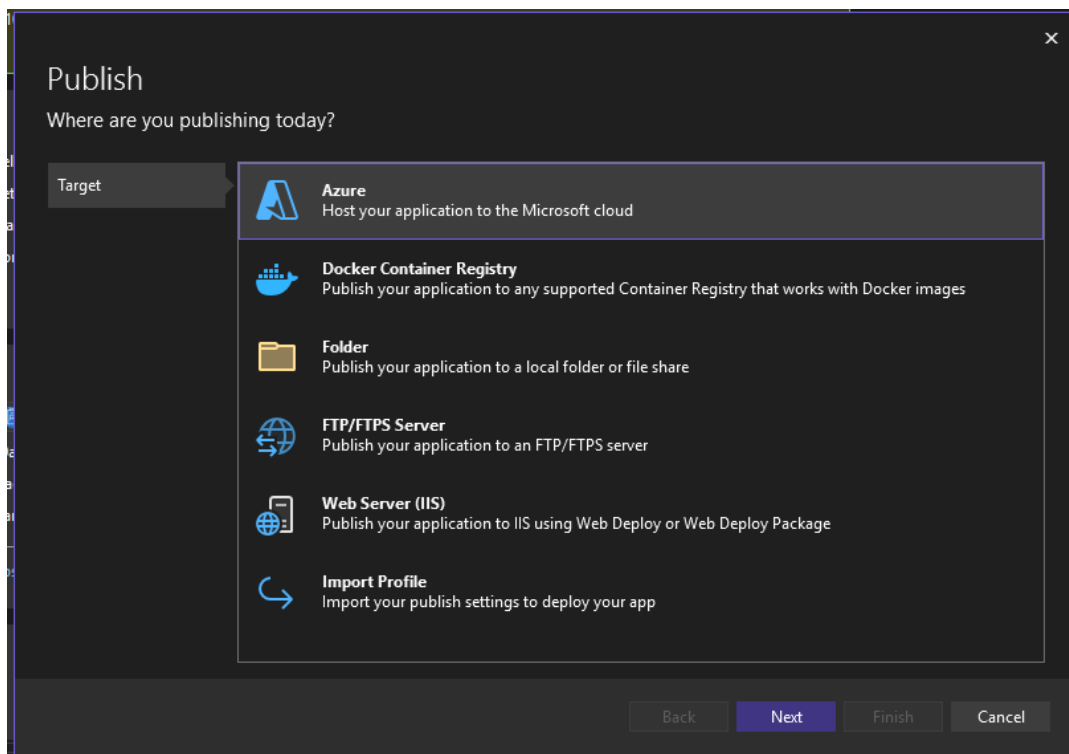 Publish
Where are you publishing today?
Target
Azure
Host your application to the Microsoft cloud
Docker Container Registry
Publish your application to any supported Container Registry that works with Docker images
Folder
Publish your application to a local folder or file share
FTP/FTPS Server
Publish your application to an FTP/FTPS server
Web Server (IIS)
Publish your application to IIS using Web Deploy or Web Deploy Package
Import Profile
Import your publish settings to deploy your app
Back
Next
Finish
Cancel